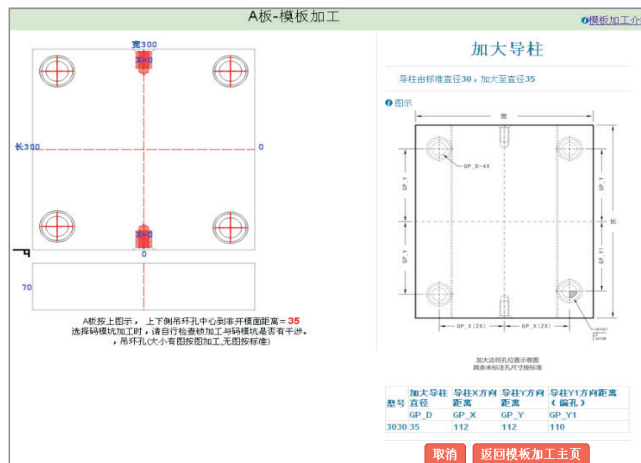 A板-模板加工
模板加工介
宽300
X=0
长300
0
X=0
0
70
A板按上图示， 上下侧吊环孔中心到非开模面距离=35
选择码模坑加工时，请自行检查锁加工与码模坑是否有干涉。
，吊环孔(大小有图按图加工,无图按标准)
加大导柱
导柱由标准直径30，加大至直径35
图示
宽
GP_D-4X
GP_Y
GP_Y
长
GP_Y
GP_Y1
GP_X(2X)
GP_X(2X)
加大边司孔位置示意图
其余未标注孔尺寸按标准
型号 加大导柱直径 导柱X方向距离 导柱Y方向距离 导柱Y1方向距离（偏孔）
GP_D GP_X GP_Y GP_Y1
3030 35 112 112 110
取消 返回模板加工主页